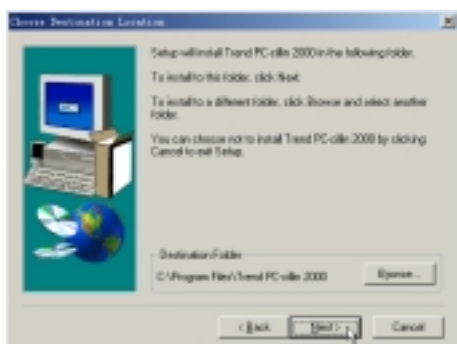 Choose Destination Location
Setup will install Trend PC-cillin 2000 in the following folder.
To install to this folder, click Next.
To install to a different folder, click Browse and select another
folder.
You can choose not to install Trend PC-cillin 2000 by clicking
Cancel to exit Setup.
Destination Folder
C:\Program Files\Trend PC-cillin 2000
Browse...
< Back
Next >
Cancel